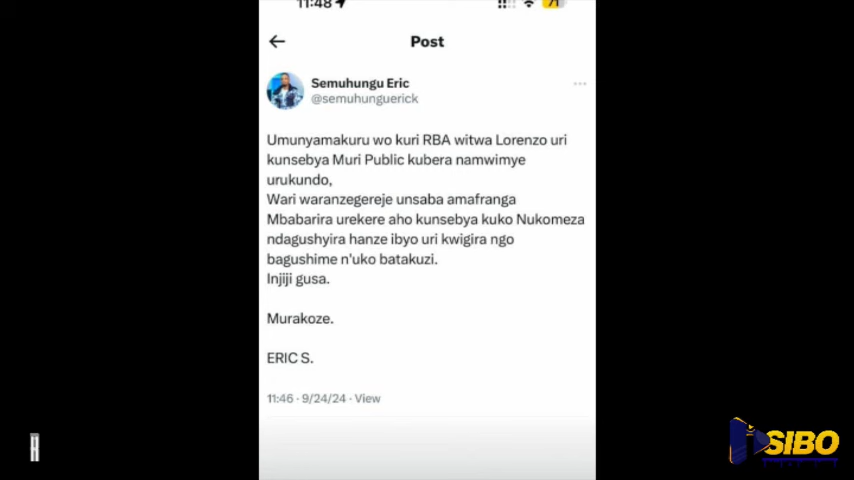 11:48
71
Post
Semuhungu Eric
@semuhunguerick
Umunyamakuru wo kuri RBA witwa Lorenzo uri
kunsebya Muri Public kubera namwimye
urukundo,
Wari waranzegereje unsaba amafranga
Mbabarira urekere aho kunsebya kuko Nukomeza
ndagushyira hanze ibyo uri kwigira ngo
bagushime n'uko batakuzi.
Injiji gusa.
Murakoze.
ERIC S.
11:46 · 9/24/24 · View
ISIBO